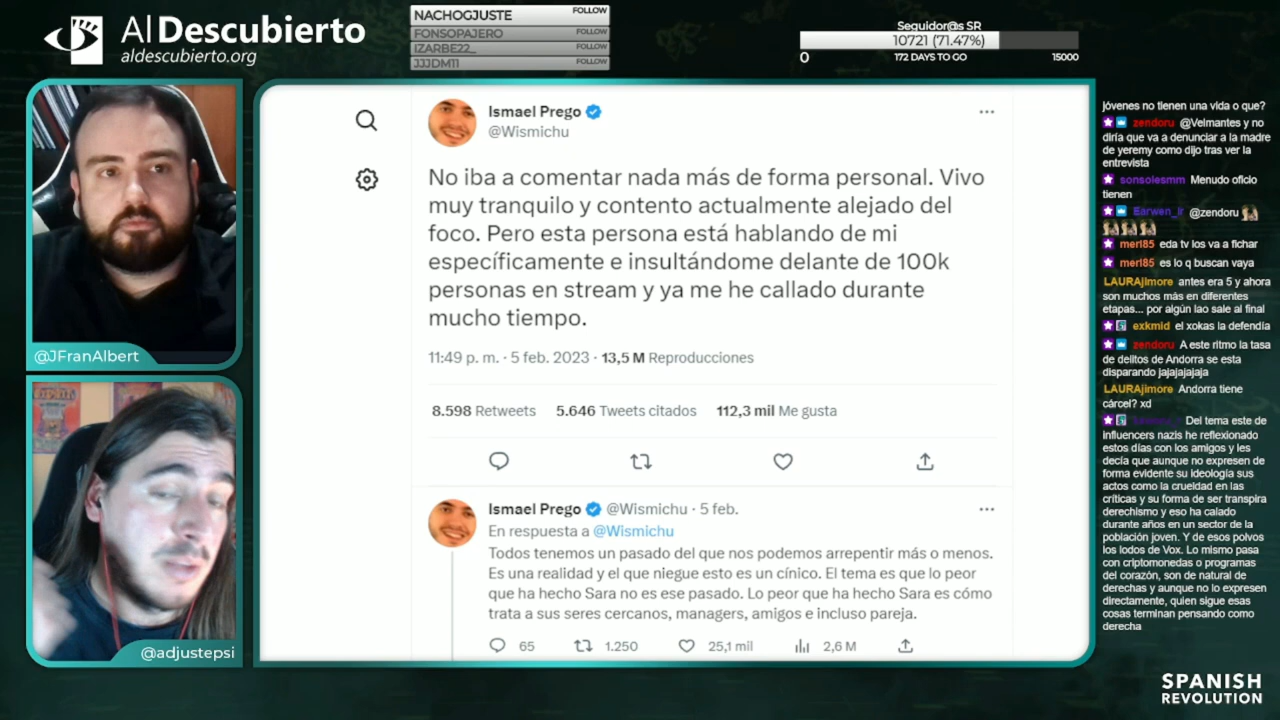 Al Descubierto
aldescubierto.org
NACHOGJUSTE FOLLOW
FONSOPAJERO FOLLOW
IZARBE22_ FOLLOW
JJJDM11 FOLLOW
Seguidor@s SR
10721 (71.47%)
0 172 DAYS TO GO 15000
@JFranAlbert
@adjustepsi
Ismael Prego
@Wismichu
No iba a comentar nada más de forma personal. Vivo
muy tranquilo y contento actualmente alejado del
foco. Pero esta persona está hablando de mi
específicamente e insultándome delante de 100k
personas en stream y ya me he callado durante
mucho tiempo.
11:49 p. m. · 5 feb. 2023 · 13,5 M Reproducciones
8.598 Retweets 5.646 Tweets citados 112,3 mil Me gusta
Ismael Prego @Wismichu · 5 feb.
En respuesta a @Wismichu
Todos tenemos un pasado del que nos podemos arrepentir más o menos.
Es una realidad y el que niegue esto es un cínico. El tema es que lo peor
que ha hecho Sara no es ese pasado. Lo peor que ha hecho Sara es cómo
trata a sus seres cercanos, managers, amigos e incluso pareja.
65 1.250 25,1 mil 2,6 M
jóvenes no tienen una vida o que?
zendoru @Velmantes y no
diría que va a denunciar a la madre
de yeremy como dijo tras ver la
entrevista
sonsolesmm Menudo oficio
tienen
Earwen_ir @zendoru
merl85 eda tv los va a fichar
merl85 es lo q buscan vaya
LAURAjimore antes era 5 y ahora
son muchos más en diferentes
etapas... por algún lao sale al final
exkmid el xokas la defendía
zendoru A este ritmo la tasa
de delitos de Andorra se esta
disparando jajajajajaja
LAURAjimore Andorra tiene
cárcel? xd
Del tema este de
influencers nazis he reflexionado
estos días con los amigos y les
decía que aunque no expresen de
forma evidente su ideología sus
actos como la crueldad en las
críticas y su forma de ser transpira
derechismo y eso ha calado
durante años en un sector de la
población joven. Y de esos polvos
los lodos de Vox. Lo mismo pasa
con criptomonedas o programas
del corazón, son de natural de
derechas y aunque no lo expresen
directamente, quien sigue esas
cosas terminan pensando como
derecha
SPANISH
REVOLUTION